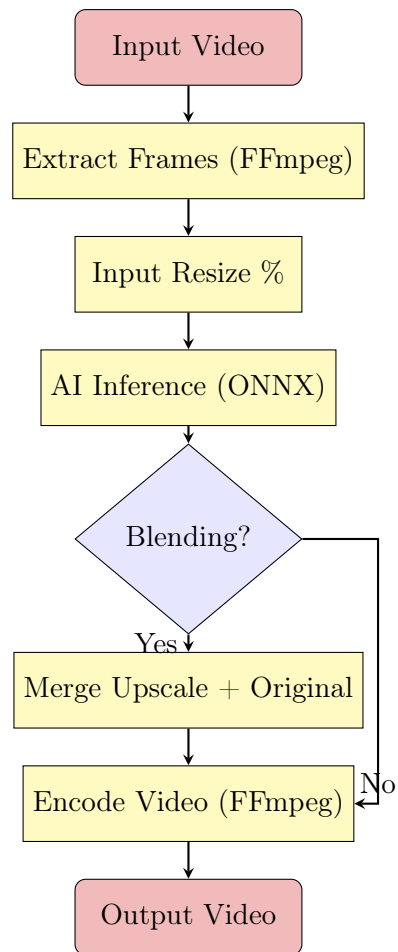 Input Video
Extract Frames (FFmpeg)
Input Resize %
AI Inference (ONNX)
Blending?
Yes
Merge Upscale + Original
No
Encode Video (FFmpeg)
Output Video